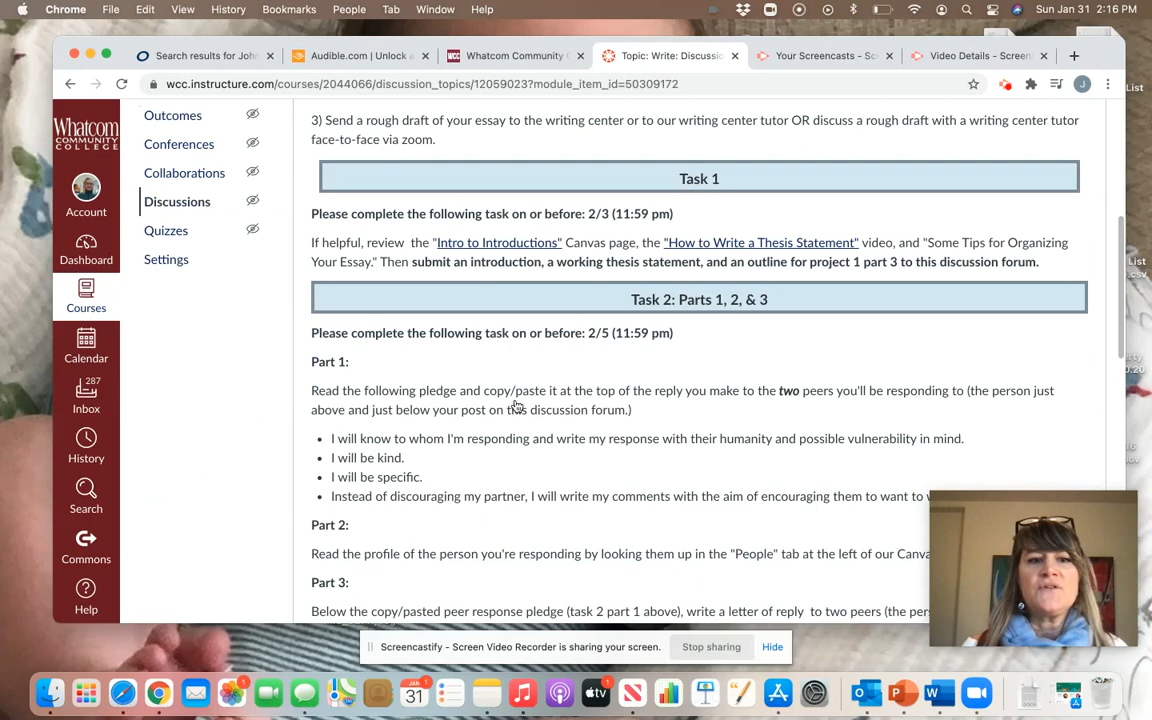 Chrome File Edit View History Bookmarks People Tab Window Help Sun Jan 31 2:16 PM
Search results for John Audible.com | Unlock a Whatcom Community C Topic: Write: Discussio Your Screencasts - Sc Video Details - Screen
wcc.instructure.com/courses/2044066/discussion_topics/12059023?module_item_id=50309172
WHATCOM
COMMUNITY
COLLEGE
Account
Dashboard
Courses
Calendar
287
Inbox
History
Search
Commons
Help
Outcomes
Conferences
Collaborations
Discussions
Quizzes
Settings
3) Send a rough draft of your essay to the writing center or to our writing center tutor OR discuss a rough draft with a writing center tutor
face-to-face via zoom.
Task 1
Please complete the following task on or before: 2/3 (11:59 pm)
If helpful, review the "Intro to Introductions" Canvas page, the "How to Write a Thesis Statement" video, and "Some Tips for Organizing
Your Essay." Then submit an introduction, a working thesis statement, and an outline for project 1 part 3 to this discussion forum.
Task 2: Parts 1, 2, & 3
Please complete the following task on or before: 2/5 (11:59 pm)
Part 1:
Read the following pledge and copy/paste it at the top of the reply you make to the two peers you'll be responding to (the person just
above and just below your post on this discussion forum.)
• I will know to whom I'm responding and write my response with their humanity and possible vulnerability in mind.
• I will be kind.
• I will be specific.
• Instead of discouraging my partner, I will write my comments with the aim of encouraging them to want to
Part 2:
Read the profile of the person you're responding by looking them up in the "People" tab at the left of our Canva
Part 3:
Below the copy/pasted peer response pledge (task 2 part 1 above), write a letter of reply to two peers (the per
Screencastify - Screen Video Recorder is sharing your screen. Stop sharing Hide
List
List
.csv
erty
0.20
tv
31